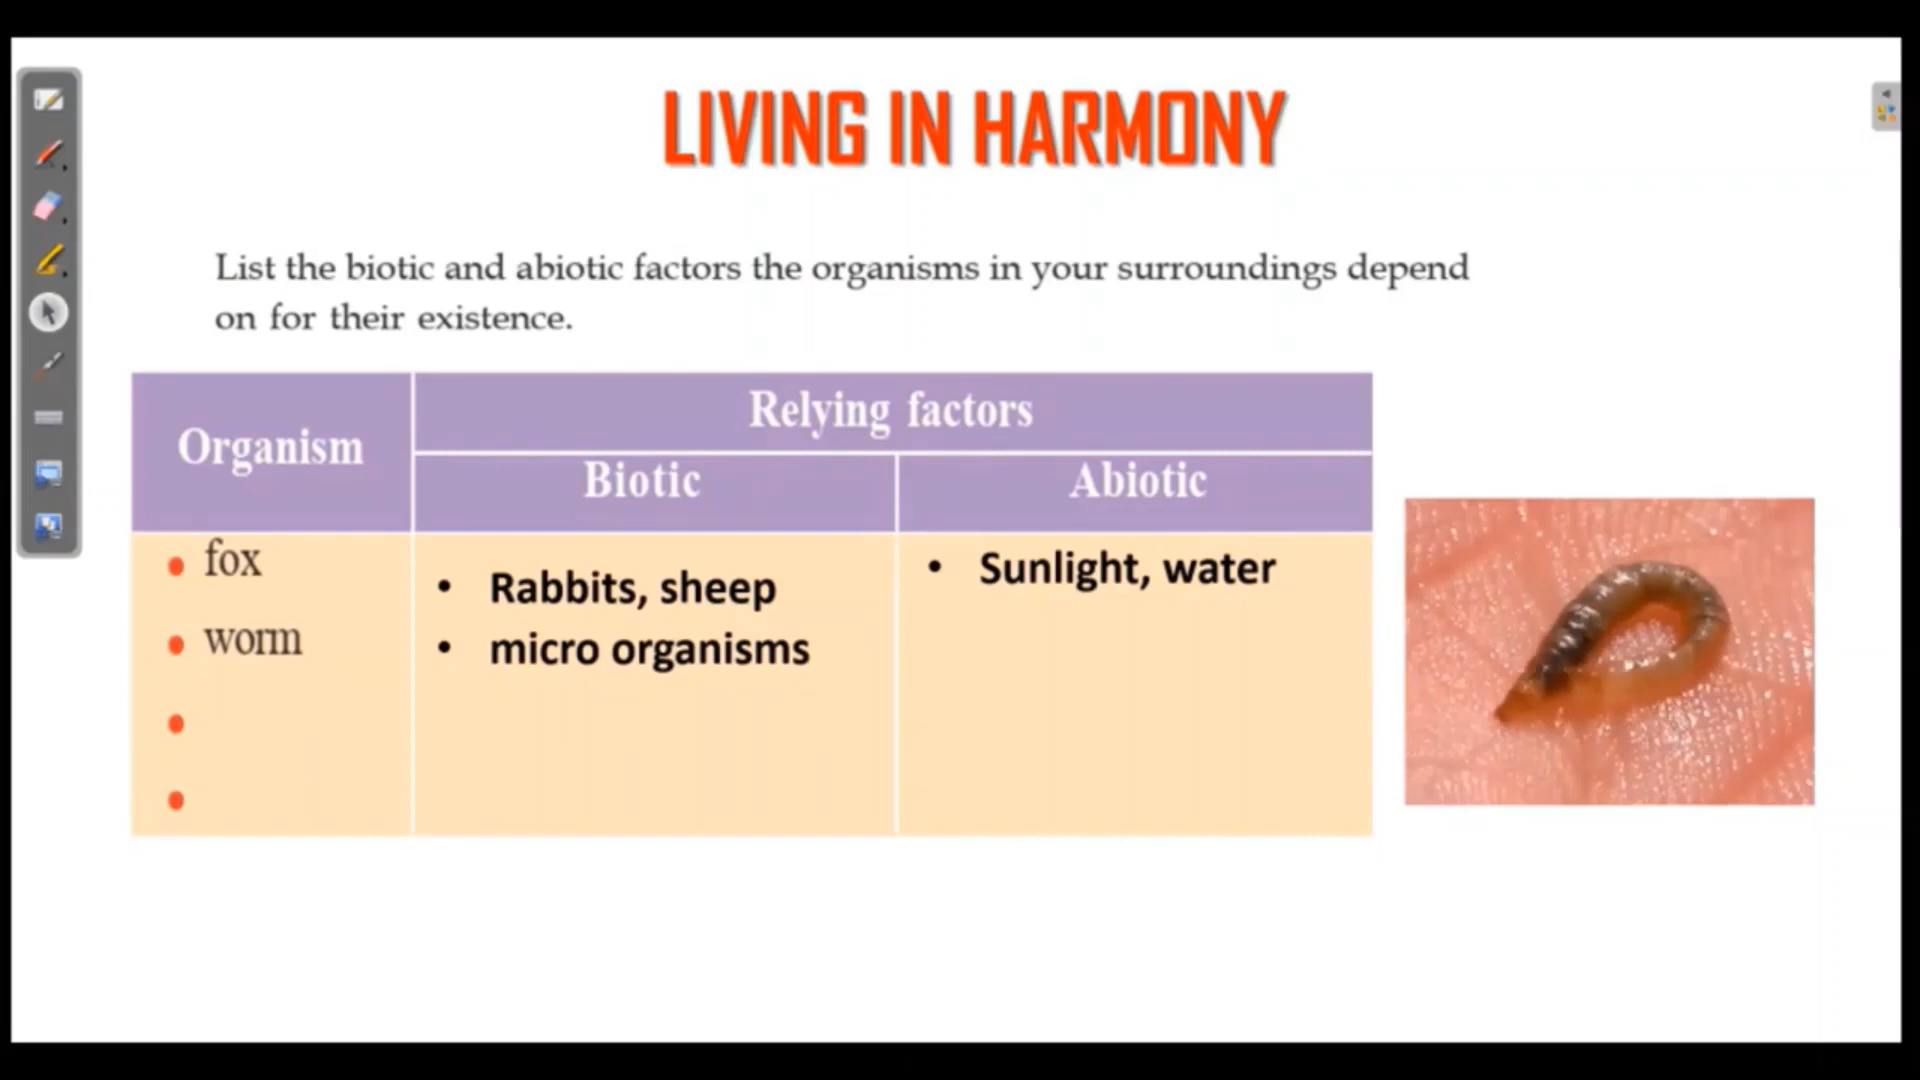 LIVING IN HARMONY
List the biotic and abiotic factors the organisms in your surroundings depend
on for their existence.
Organism
Relying factors
Biotic
Abiotic
• fox
• worm
•
•
• Rabbits, sheep
• micro organisms
• Sunlight, water